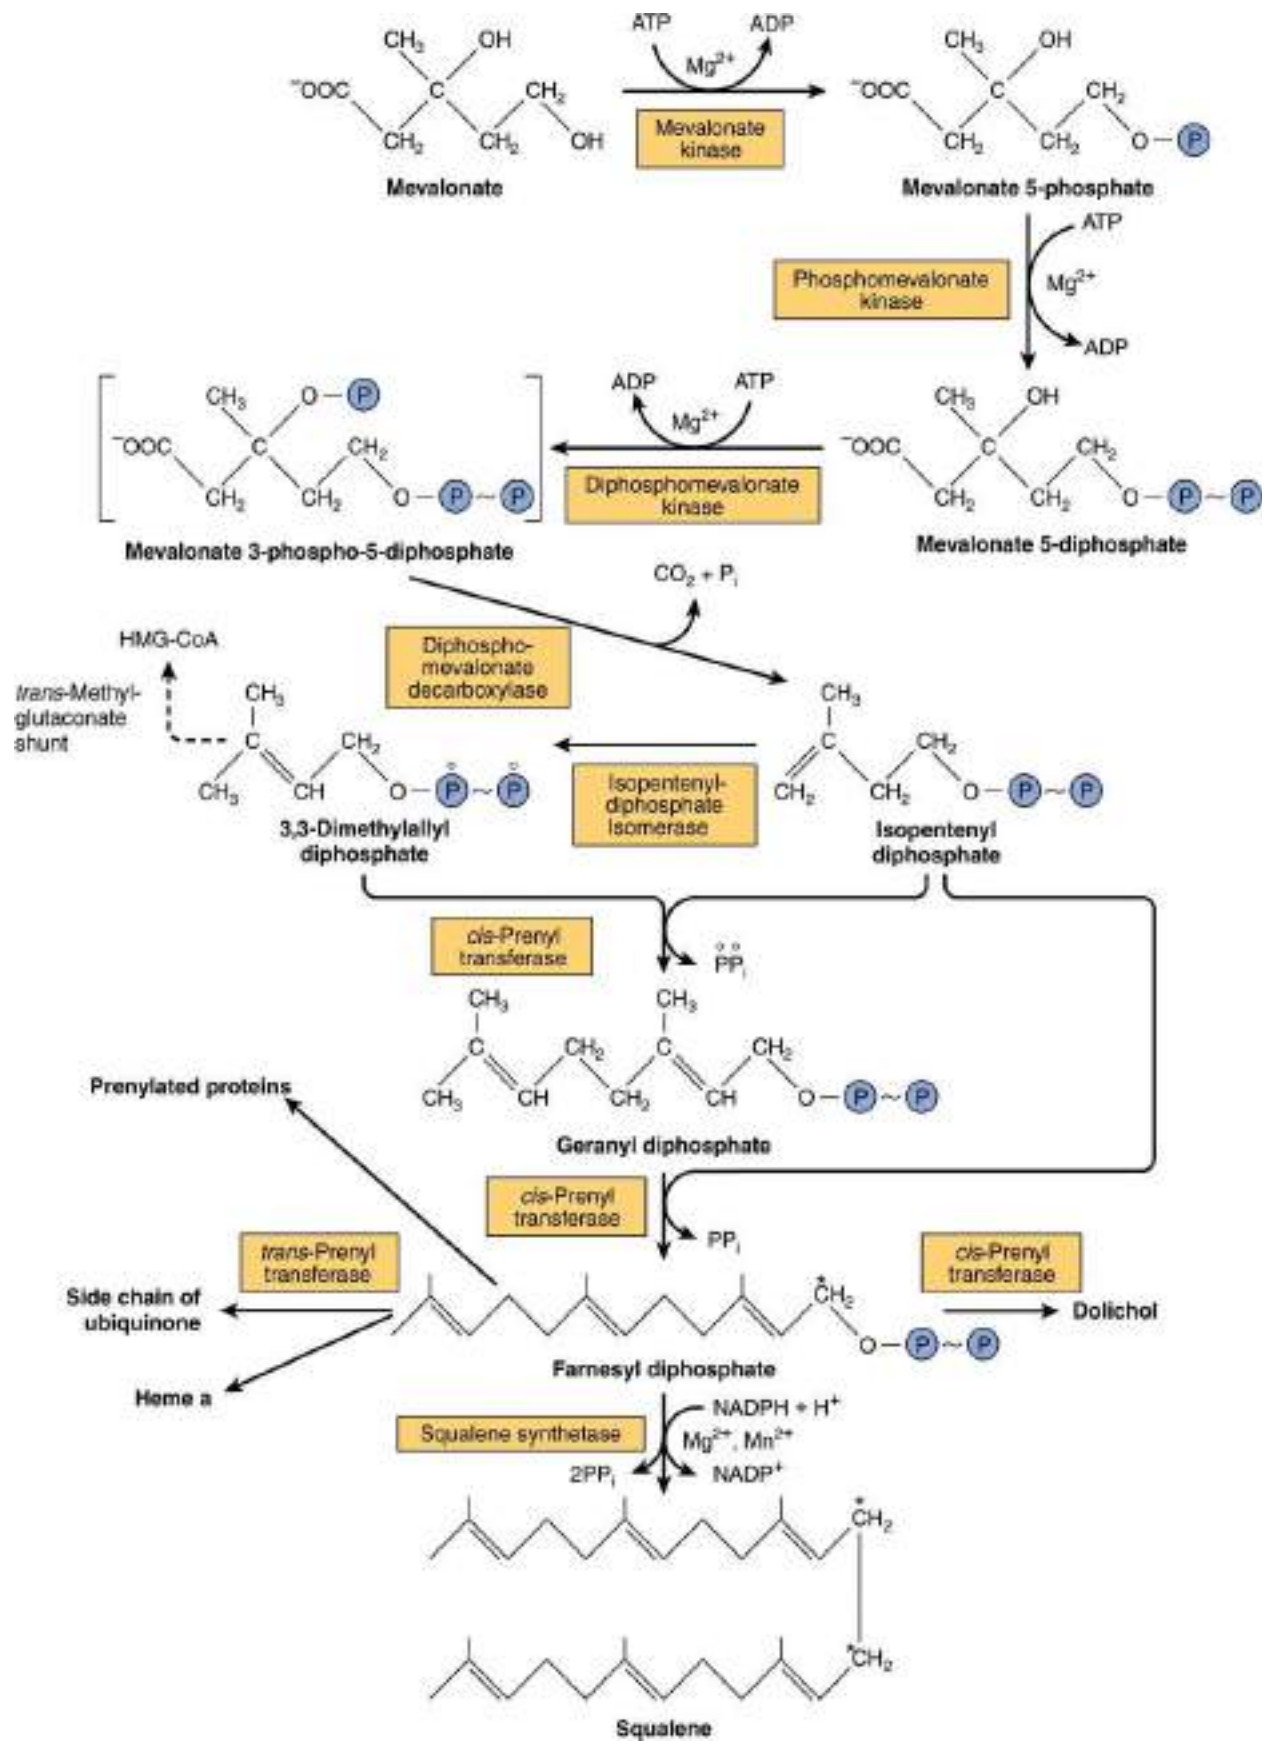 ATP
ADP
CH₃
OH
Mg²⁺
CH₃
OH
⁻OOC
C
CH₂
⁻OOC
C
CH₂
CH₂
CH₂
OH
Mevalonate
kinase
CH₂
CH₂
O
P
Mevalonate
Mevalonate 5-phosphate
ATP
Phosphomevalonate
kinase
Mg²⁺
ADP
CH₃
O
P
ADP
ATP
Mg²⁺
CH₃
OH
⁻OOC
C
CH₂
⁻OOC
C
CH₂
CH₂
CH₂
O
P
~
P
Diphosphomevalonate
kinase
CH₂
CH₂
O
P
~
P
Mevalonate 3-phospho-5-diphosphate
Mevalonate 5-diphosphate
CO₂ + Pᵢ
HMG-CoA
Diphospho-
mevalonate
decarboxylase
trans-Methyl-
glutaconate
shunt
CH₃
C
CH₂
CH₃
CH
O
P
~
P
CH₃
C
CH₂
CH₂
CH₂
O
P
~
P
Isopentenyl-
diphosphate
Isomerase
3,3-Dimethylallyl
diphosphate
Isopentenyl
diphosphate
cis-Prenyl
transferase
PPᵢ
CH₃
CH₃
C
CH₂
C
CH₂
CH₃
CH
CH₂
CH
O
P
~
P
Prenylated proteins
Geranyl diphosphate
cis-Prenyl
transferase
PPᵢ
trans-Prenyl
transferase
cis-Prenyl
transferase
*
CH₂
Side chain of
ubiquinone
Dolichol
O
P
~
P
Farnesyl diphosphate
Heme a
NADPH + H⁺
Squalene synthetase
Mg²⁺, Mn²⁺
2PPᵢ
NADP⁺
*
CH₂
*
CH₂
Squalene